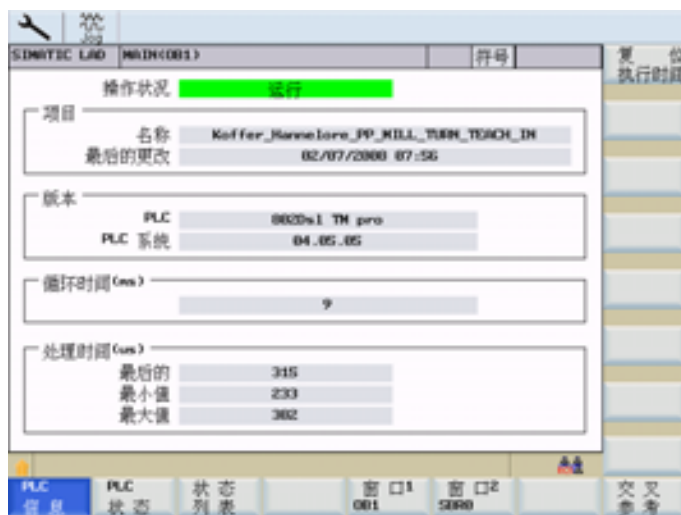 Jog
SIMATIC LAD MAIN(OB1) 符号
复 位
执行时间
操作状况 运行
项目
名称 Koffer_Hannelore_PP_MILL_TURN_TEACH_IN
最后的更改 02/07/2008 07:56
版本
PLC 802Dsl TM pro
PLC 系统 04.05.05
循环时间(ms)
9
处理时间(us)
最后的 315
最小值 233
最大值 382
PLC 信息
PLC 状态
状态 列表
窗 口1 OB1
窗 口2 SBR0
交叉 参考